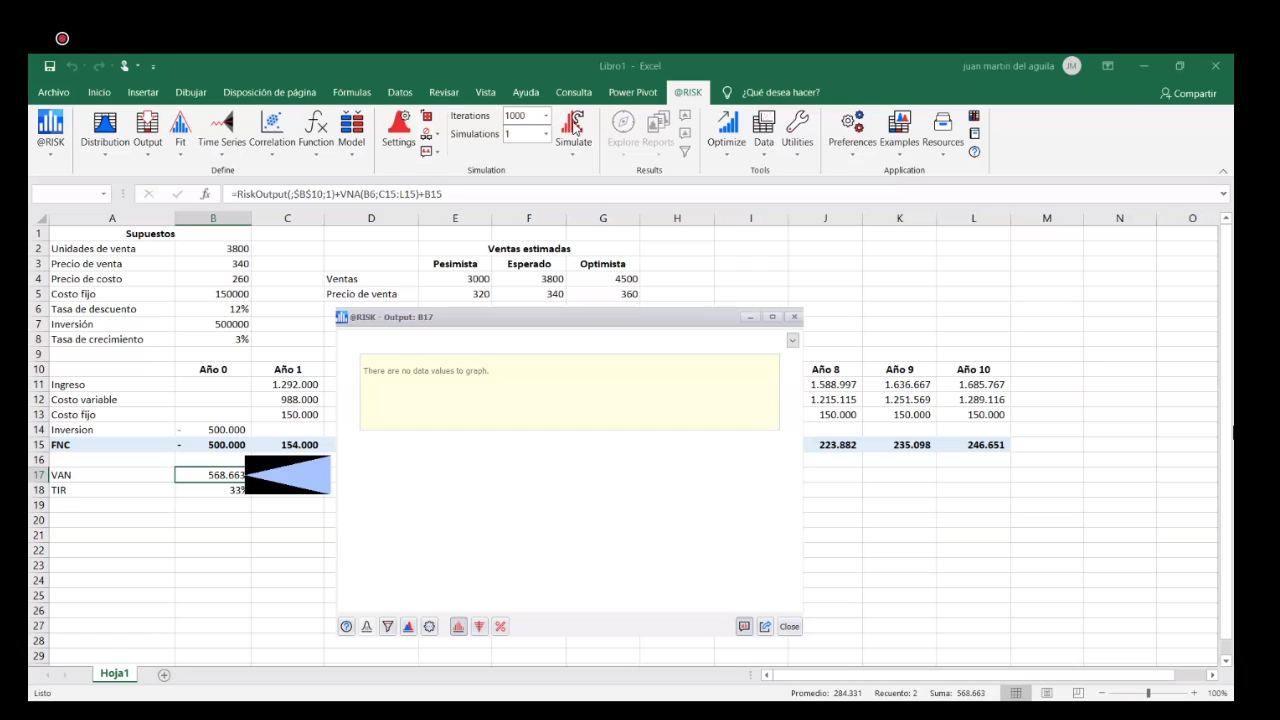 Libro1 - Excel
juan martin del aguila JM
Archivo Inicio Insertar Dibujar Disposición de página Fórmulas Datos Revisar Vista Ayuda Consulta Power Pivot @RISK ¿Qué desea hacer? Compartir
Iterations 1000
Simulations 1
@RISK Distribution Output Fit Time Series Correlation Function Model Settings Simulate Explore Reports Optimize Data Utilities Preferences Examples Resources
Define Simulation Results Tools Application
fx =RiskOutput(;$B$10;1)+VNA(B6;C15:L15)+B15
A B C D E F G H I J K L M N O
1 Supuestos
2 Unidades de venta 3800 Ventas estimadas
3 Precio de venta 340 Pesimista Esperado Optimista
4 Precio de costo 260 Ventas 3000 3800 4500
5 Costo fijo 150000 Precio de venta 320 340 360
6 Tasa de descuento 12%
7 Inversión 500000
@RISK - Output: B17
8 Tasa de crecimiento 3%
9
10 Año 0 Año 1 Año 8 Año 9 Año 10
There are no data values to graph.
11 Ingreso 1.292.000 1.588.997 1.636.667 1.685.767
12 Costo variable 988.000 1.215.115 1.251.569 1.289.116
13 Costo fijo 150.000 150.000 150.000 150.000
14 Inversion - 500.000
15 FNC - 500.000 154.000 223.882 235.098 246.651
16
17 VAN 568.663
18 TIR 33%
19
20
21
22
23
24
25
26
27
Close
28
29
Hoja1
Listo Promedio: 284.331 Recuento: 2 Suma: 568.663 100%